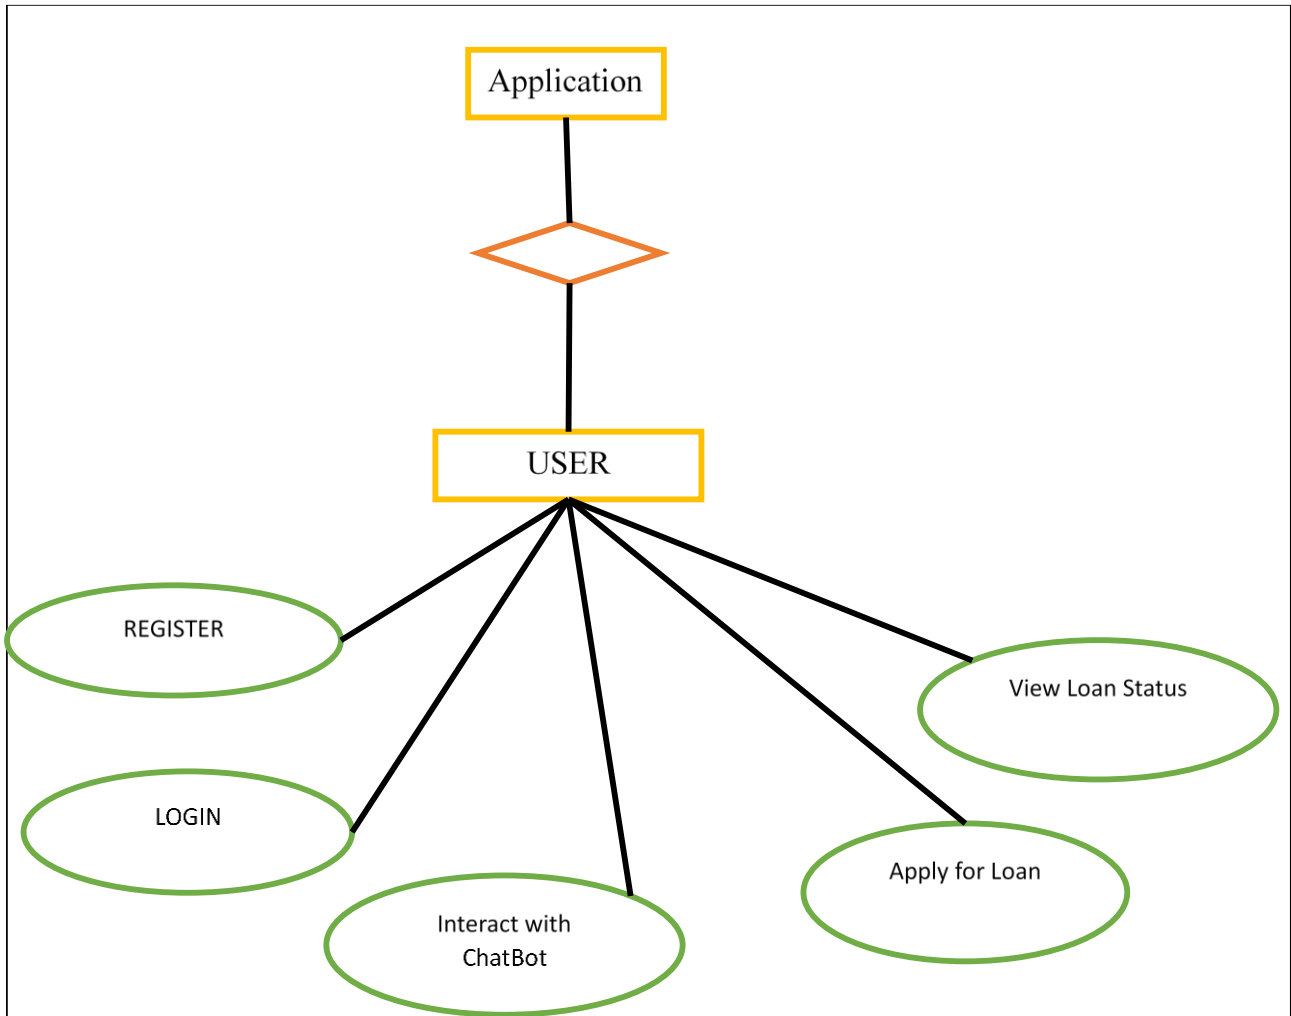 Application
USER
REGISTER
View Loan Status
LOGIN
Apply for Loan
Interact with
ChatBot